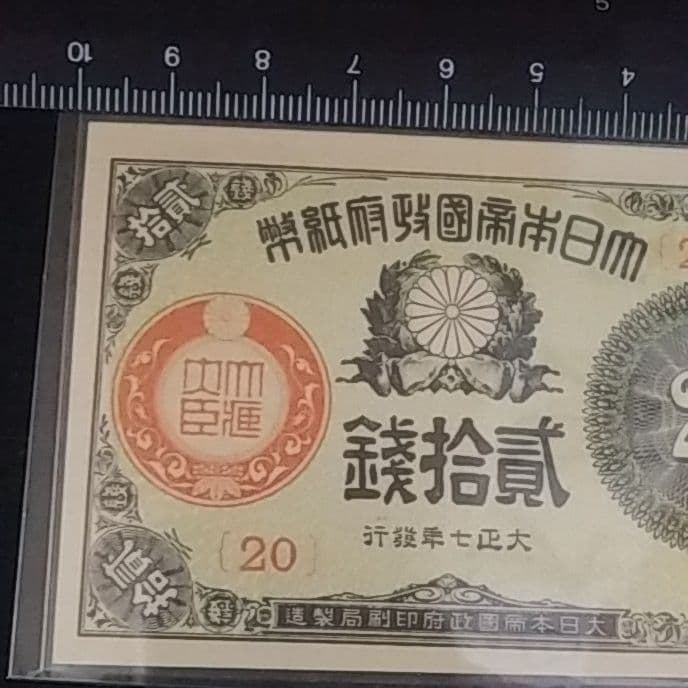 5
10 9 8 7 6 5 4
拾貳
幣紙府政國帝本日大
大藏
大臣
錢拾貳
行發年七正大
{20}
拾貳
造製局刷印府政國帝本日大